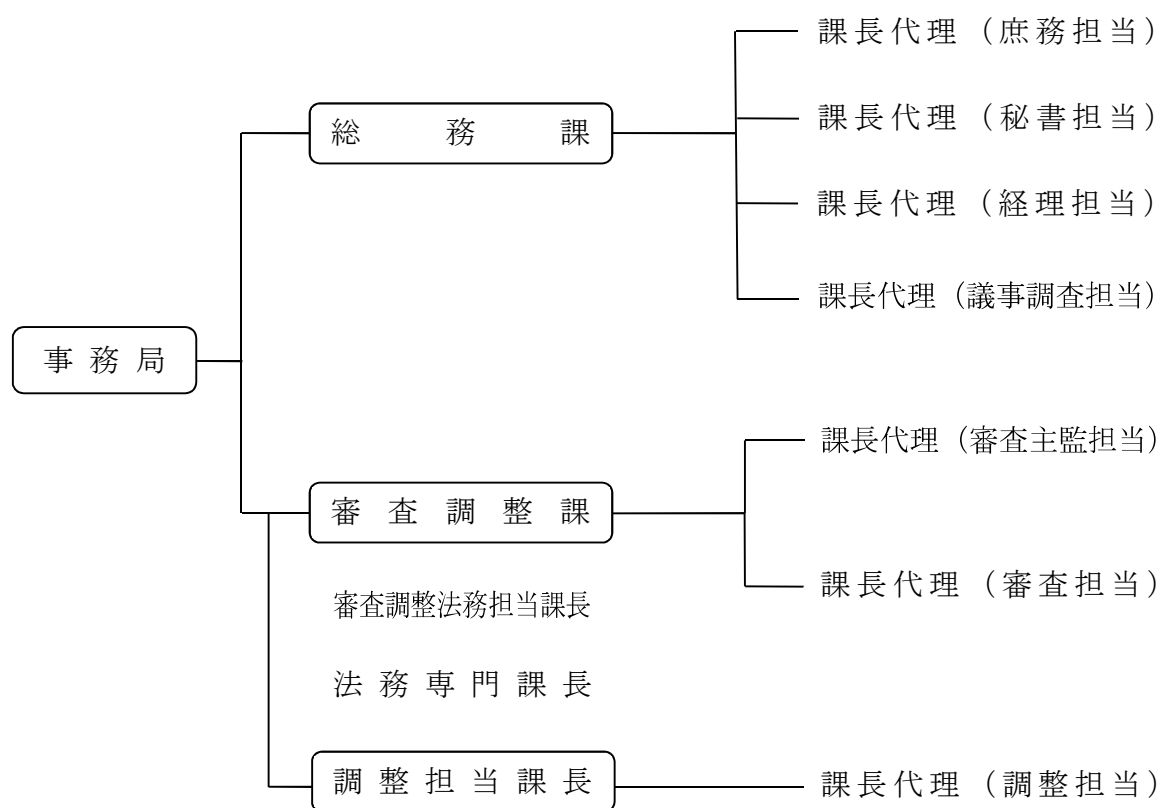 事務局
総務課
課長代理（庶務担当）
課長代理（秘書担当）
課長代理（経理担当）
課長代理（議事調査担当）
審査調整課
課長代理（審査主監担当）
課長代理（審査担当）
審査調整法務担当課長
法務専門課長
調整担当課長
課長代理（調整担当）